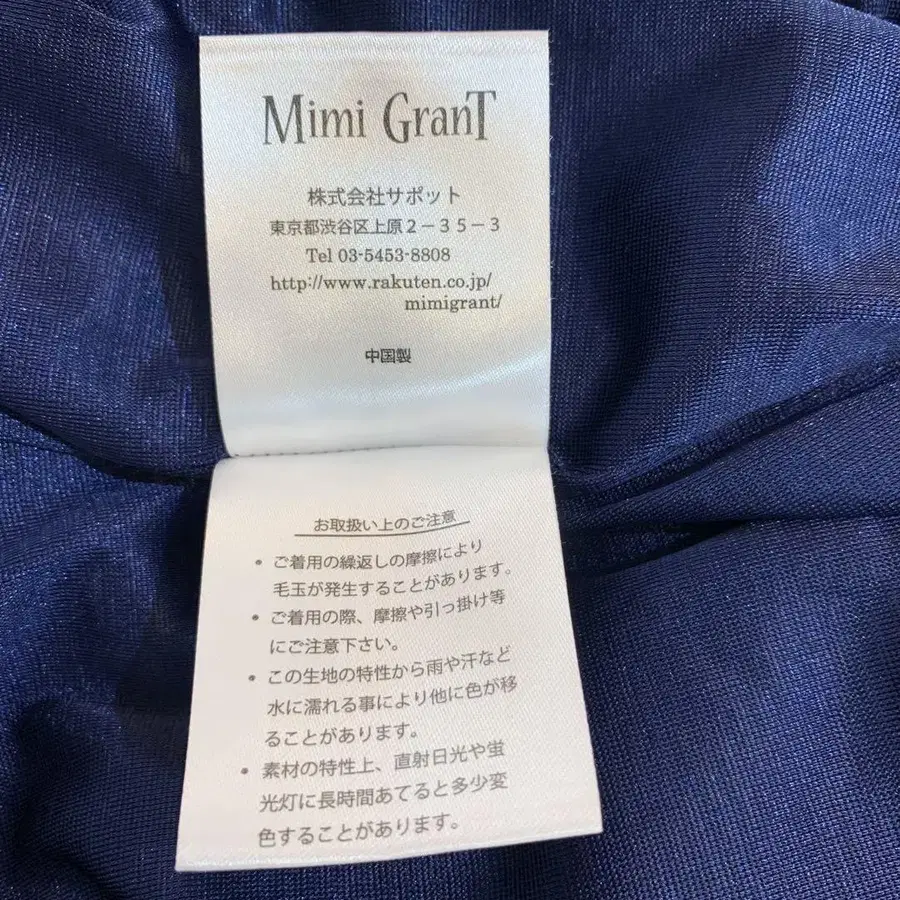 Mimi GranT
株式会社サポット
東京都渋谷区上原２－３５－３
Tel 03-5453-8808
http://www.rakuten.co.jp/
mimigrant/
中国製
お取扱い上のご注意
• ご着用の繰返しの摩擦により
毛玉が発生することがあります。
• ご着用の際、摩擦や引っ掛け等
にご注意下さい。
• この生地の特性から雨や汗など
水に濡れる事により他に色が移
ることがあります。
• 素材の特性上、直射日光や蛍
光灯に長時間あてると多少変
色することがあります。